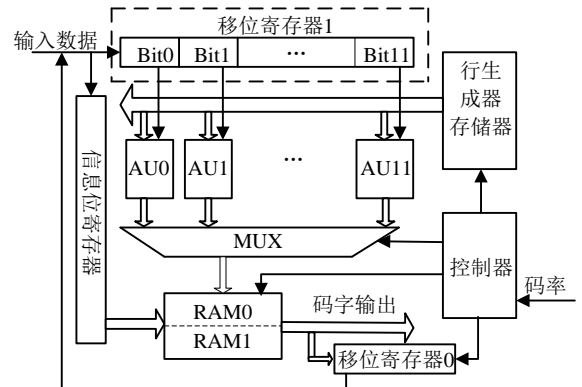 移位寄存器1
输入数据
Bit0 Bit1 ... Bit11
行生
成器
存储器
信息位寄存器
AU0 AU1 ... AU11
MUX
控制器
码率
RAM0
RAM1
码字输出
移位寄存器0